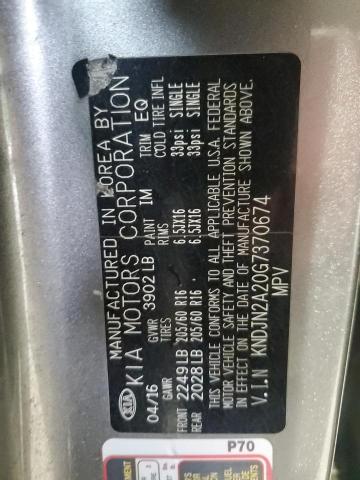 MANUFACTURED IN KOREA BY
KIA KIA MOTORS CORPORATION
04/16 GVWR 3902 LB PAINT IM TRIM EQ
GAWR TIRES RIMS COLD TIRE INFL
FRONT 2249 LB 205/60 R16 6.5JX16 33psi SINGLE
REAR 2028 LB 205/60 R16 6.5JX16 33psi SINGLE
THIS VEHICLE CONFORMS TO ALL APPLICABLE U.S.A. FEDERAL
MOTOR VEHICLE SAFETY AND THEFT PREVENTION STANDARDS
IN EFFECT ON THE DATE OF MANUFACTURE SHOWN ABOVE.
V.I.N KNDJN2A20G7370674
MPV
P70